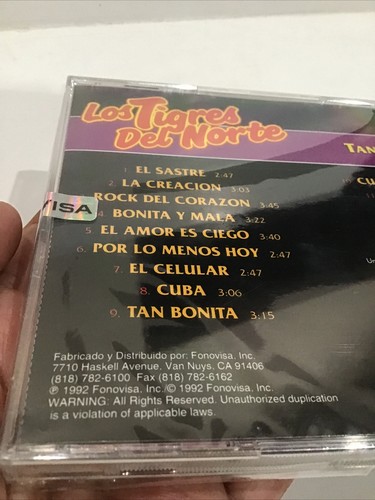 Los Tigres
Del Norte
TAN
1. EL SASTRE 2:47
2. LA CREACION 3:03
ROCK DEL CORAZON 3:45
4 BONITA Y MALA 3:22
5. EL AMOR ES CIEGO 3:40
6. POR LO MENOS HOY 2:47
7. EL CELULAR 2:47
8. CUBA 3:06
9. TAN BONITA 3:15
VISA
CU
Un
Fabricado y Distribuido por: Fonovisa, Inc.
7710 Haskell Avenue, Van Nuys, CA 91406
(818) 782-6100 Fax (818) 782-6162
℗ 1992 Fonovisa, Inc./© 1992 Fonovisa, Inc.
WARNING: All Rights Reserved. Unauthorized duplication
is a violation of applicable laws.